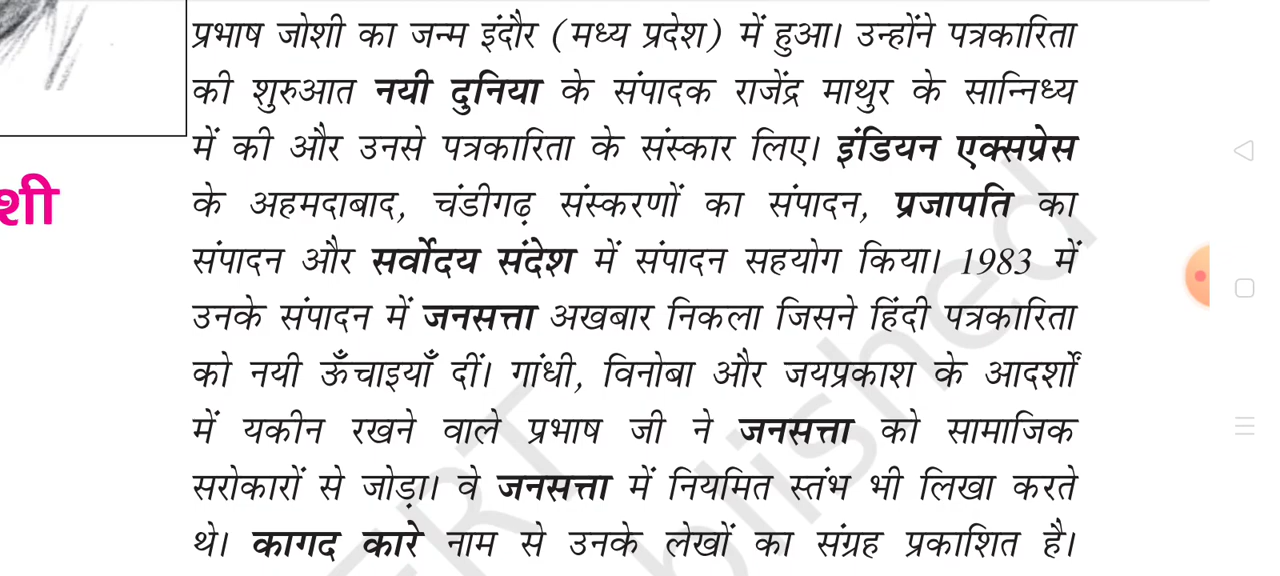 प्रभाष जोशी का जन्म इंदौर (मध्य प्रदेश) में हुआ। उन्होंने पत्रकारिता
की शुरुआत नयी दुनिया के संपादक राजेंद्र माथुर के सान्निध्य
में की और उनसे पत्रकारिता के संस्कार लिए। इंडियन एक्सप्रेस
शी
के अहमदाबाद, चंडीगढ़ संस्करणों का संपादन, प्रजापति का
संपादन और सर्वोदय संदेश में संपादन सहयोग किया। 1983 में
उनके संपादन में जनसत्ता अखबार निकला जिसने हिंदी पत्रकारिता
को नयी ऊँचाइयाँ दीं। गांधी, विनोबा और जयप्रकाश के आदर्शों
में यकीन रखने वाले प्रभाष जी ने जनसत्ता को सामाजिक
सरोकारों से जोड़ा। वे जनसत्ता में नियमित स्तंभ भी लिखा करते
थे। कागद कारे नाम से उनके लेखों का संग्रह प्रकाशित है।